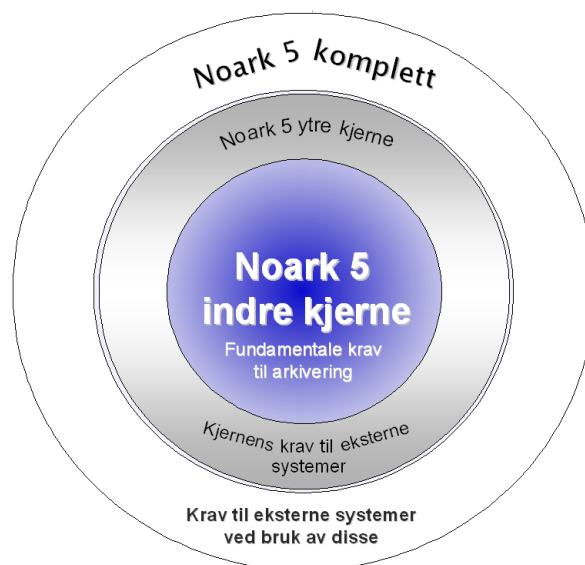 Noark 5 komplett
Noark 5 ytre kjerne
Noark 5
indre kjerne
Fundamentale krav
til arkivering
Kjernens krav til eksterne
systemer
Krav til eksterne systemer
ved bruk av disse